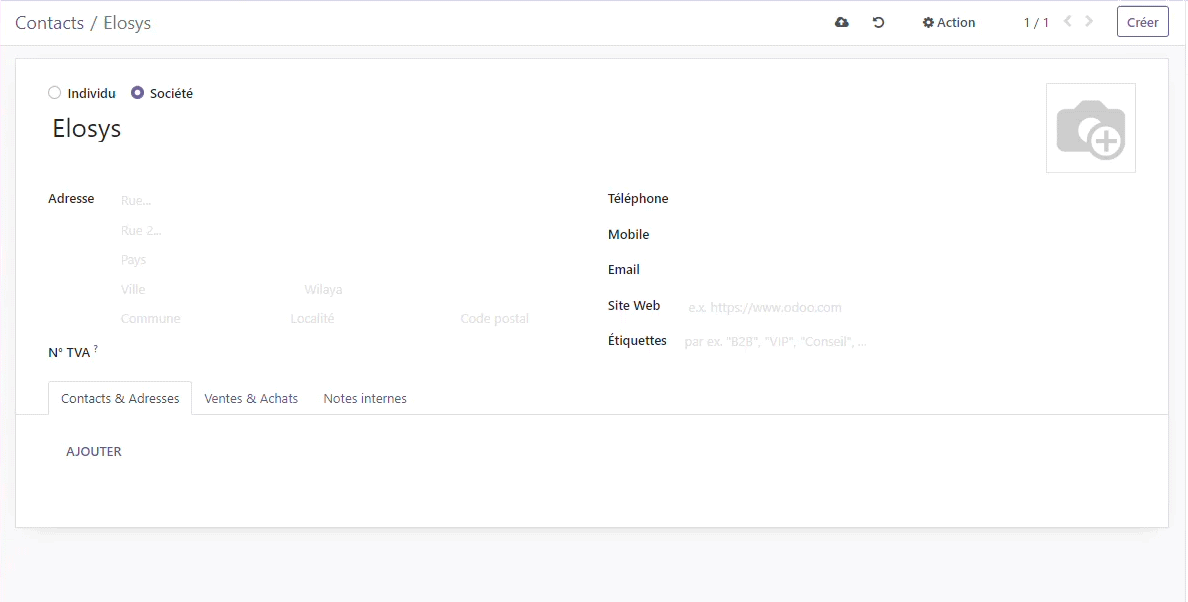 Contacts / Elosys
Action
1 / 1
Créer
Individu
Société
Elosys
Adresse
Rue...
Rue 2...
Pays
Ville
Wilaya
Commune
Localité
Code postal
N° TVA ?
Téléphone
Mobile
Email
Site Web
e.x. https://www.odoo.com
Étiquettes
par ex. "B2B", "VIP", "Conseil", ...
Contacts & Adresses
Ventes & Achats
Notes internes
AJOUTER